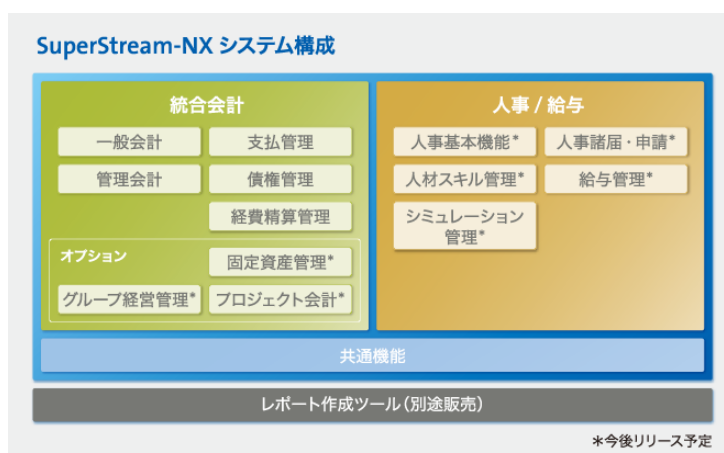 SuperStream-NX システム構成
統合会計
一般会計
支払管理
管理会計
債権管理
経費精算管理
オプション
固定資産管理*
グループ経営管理*
プロジェクト会計*
人事 / 給与
人事基本機能*
人事諸届・申請*
人材スキル管理*
給与管理*
シミュレーション
管理*
共通機能
レポート作成ツール(別途販売)
*今後リリース予定